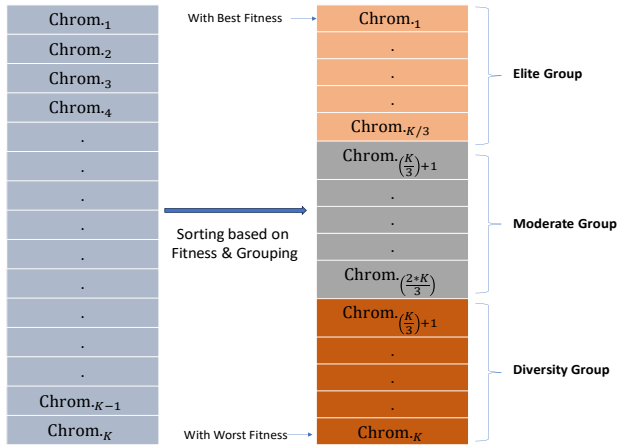 Chrom.₁
Chrom.₂
Chrom.₃
Chrom.₄
.
.
.
.
.
.
.
.
.
Chrom.K−1
Chrom.K
Sorting based on
Fitness & Grouping
With Best Fitness
With Worst Fitness
Chrom.₁
.
.
.
Chrom.K/3
Chrom.(K/3)+1
.
.
.
Chrom.(2*K/3)
Chrom.(K/3)+1
.
.
.
Chrom.K
Elite Group
Moderate Group
Diversity Group